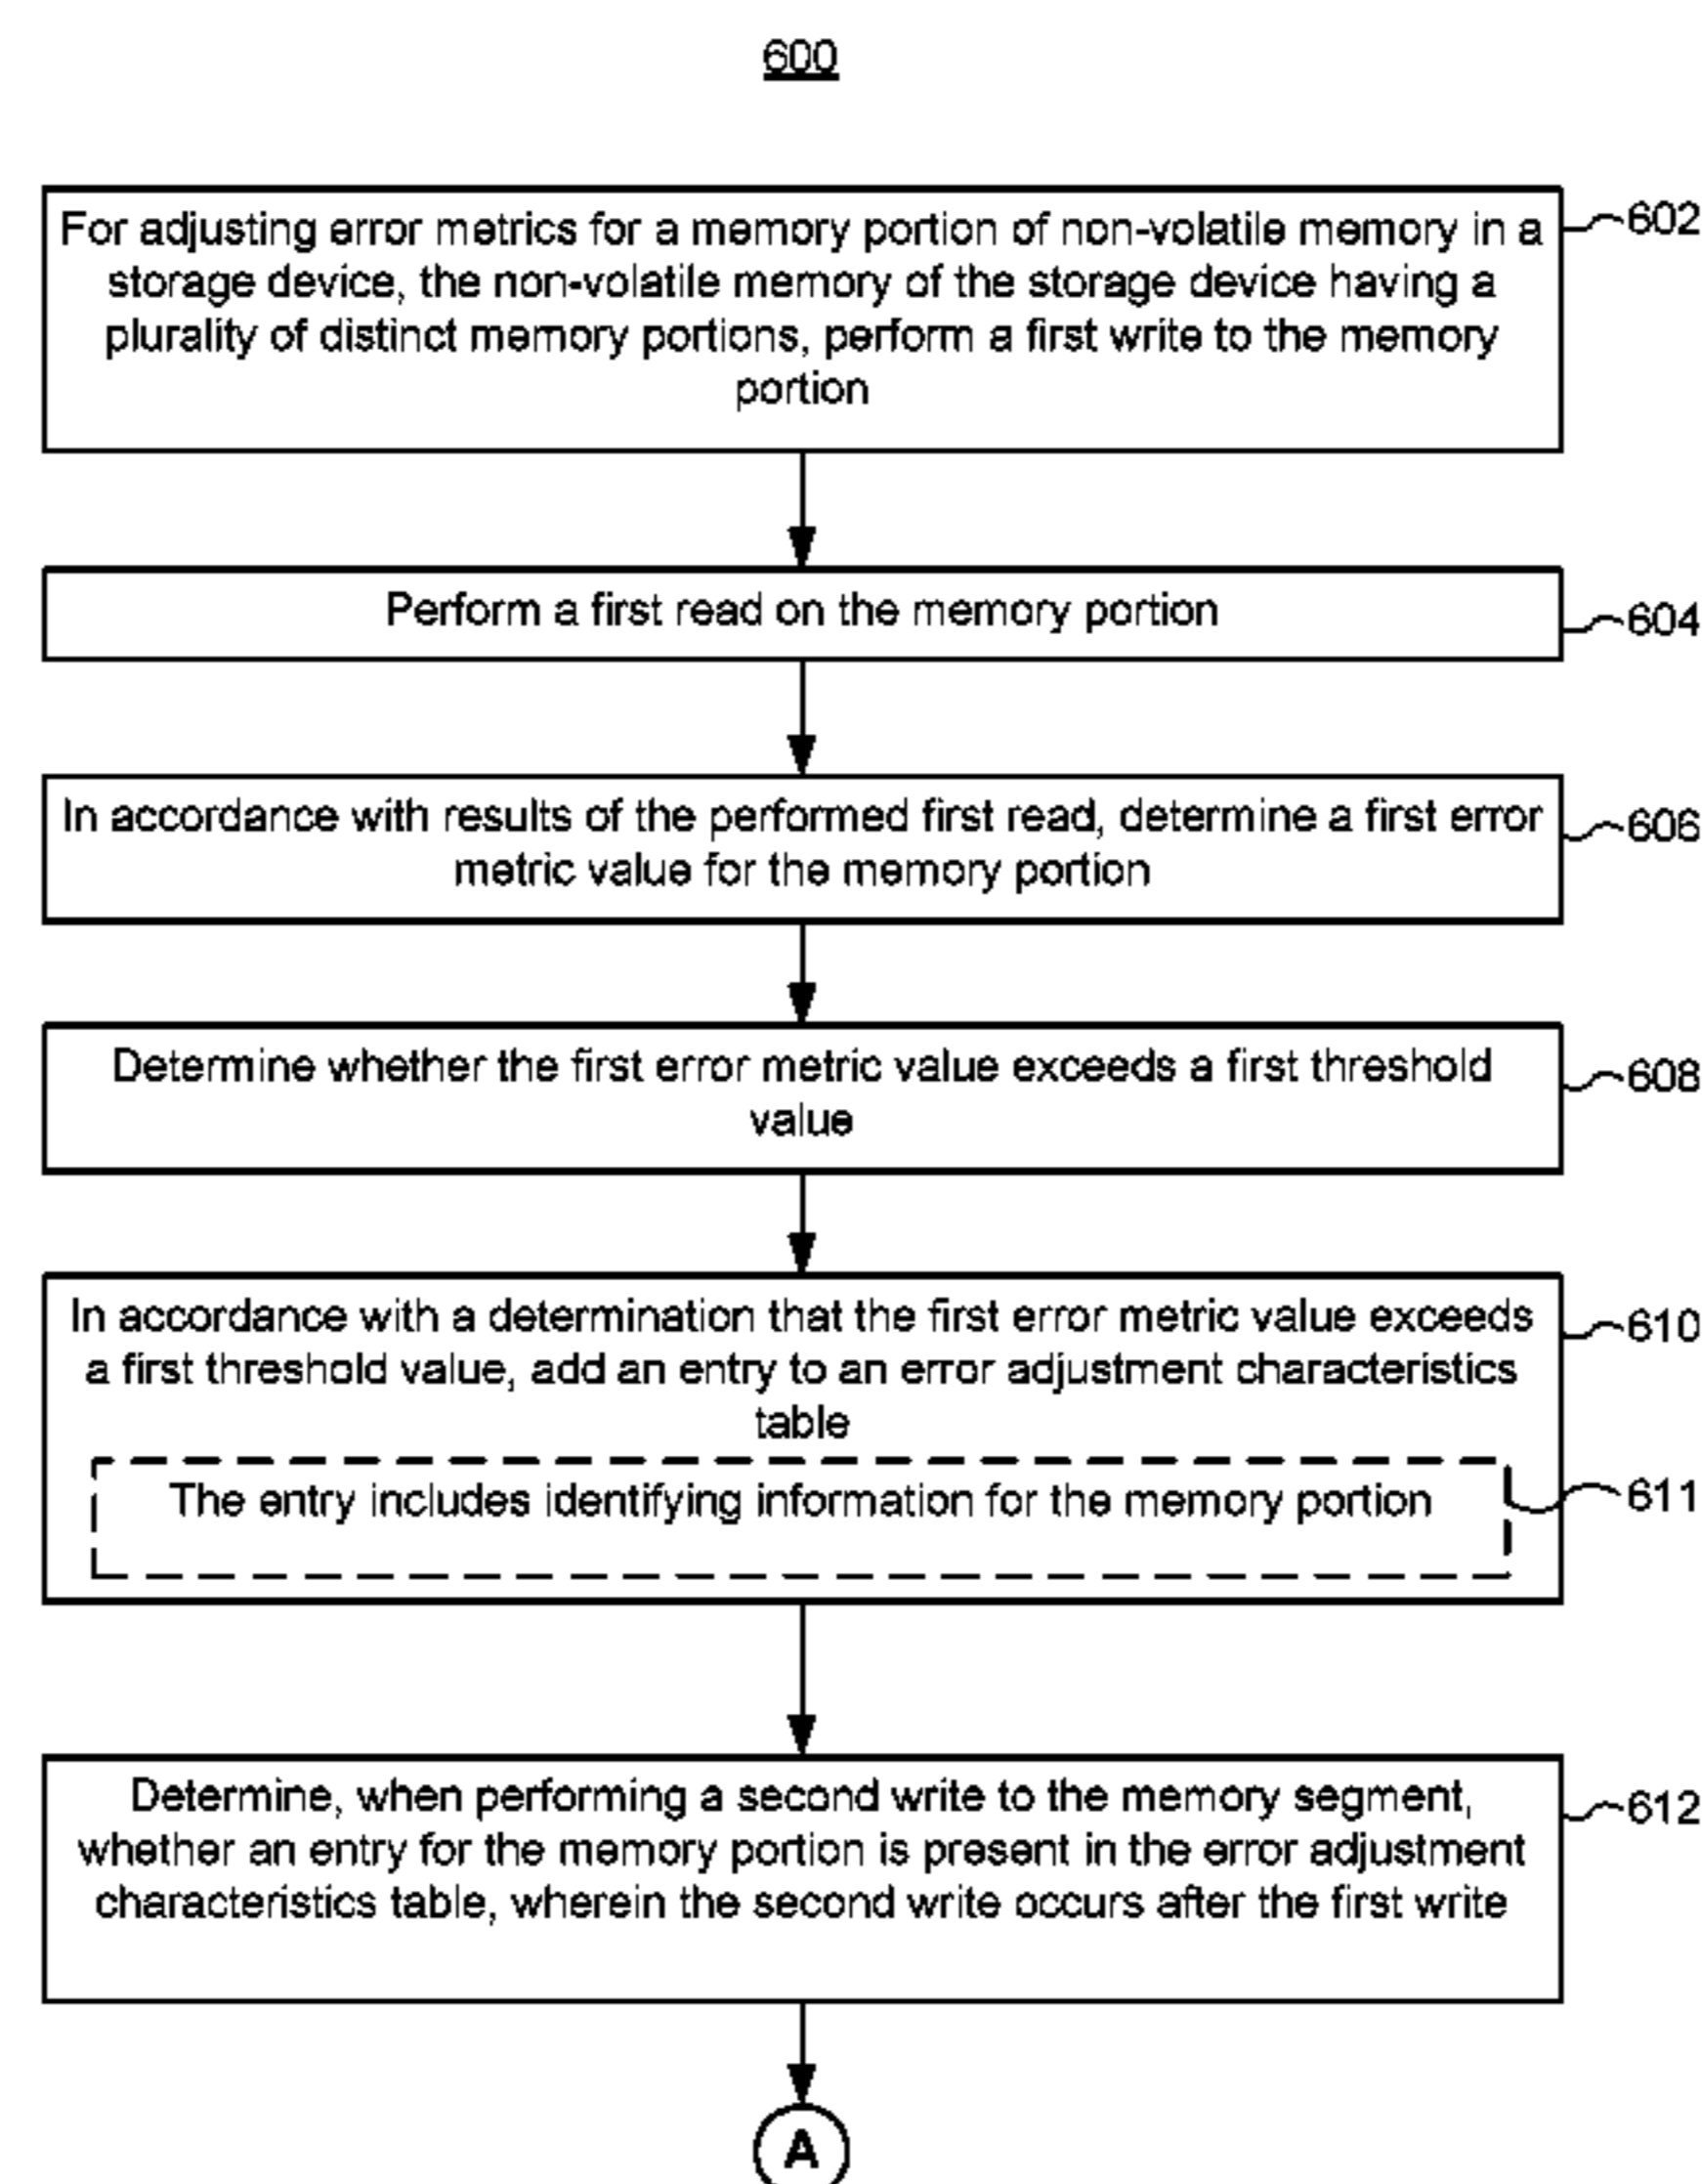 600
For adjusting error metrics for a memory portion of non-volatile memory in a
storage device, the non-volatile memory of the storage device having a
plurality of distinct memory portions, perform a first write to the memory
portion
602
Perform a first read on the memory portion
604
In accordance with results of the performed first read, determine a first error
metric value for the memory portion
606
Determine whether the first error metric value exceeds a first threshold
value
608
In accordance with a determination that the first error metric value exceeds
a first threshold value, add an entry to an error adjustment characteristics
table
610
The entry includes identifying information for the memory portion
611
Determine, when performing a second write to the memory segment,
whether an entry for the memory portion is present in the error adjustment
characteristics table, wherein the second write occurs after the first write
612
A